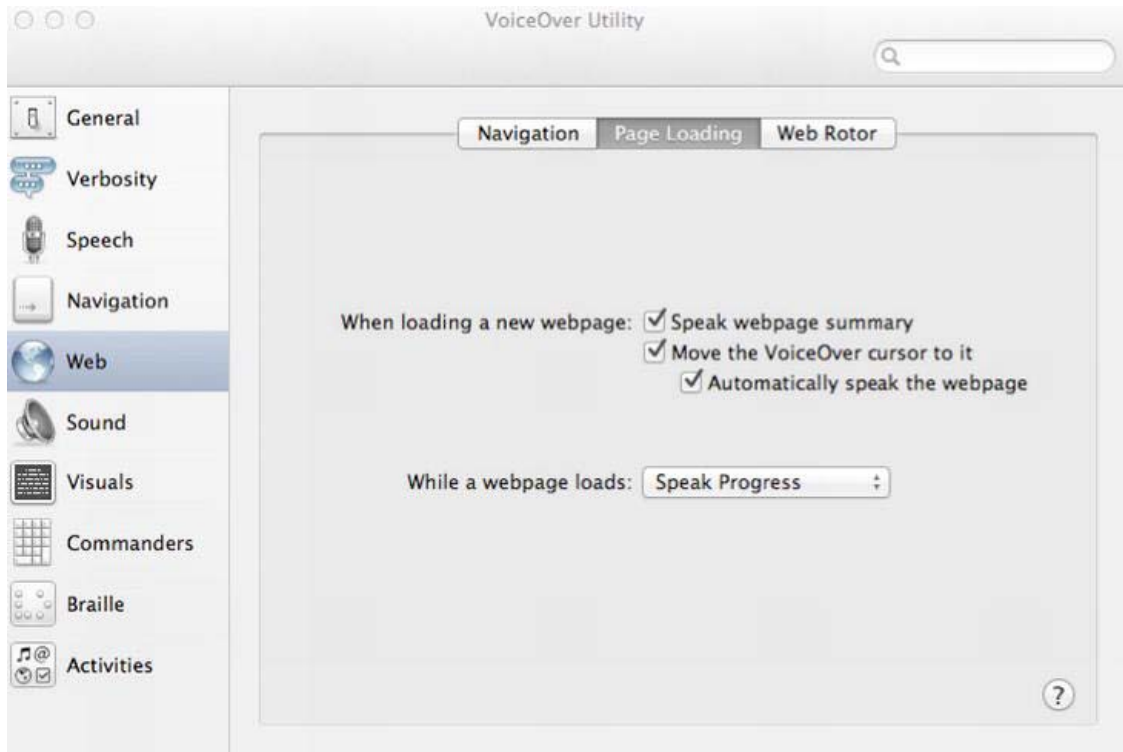 VoiceOver Utility
General
Verbosity
Speech
Navigation
Web
Sound
Visuals
Commanders
Braille
Activities
Navigation Page Loading Web Rotor
When loading a new webpage: Speak webpage summary
Move the VoiceOver cursor to it
Automatically speak the webpage
While a webpage loads: Speak Progress
?